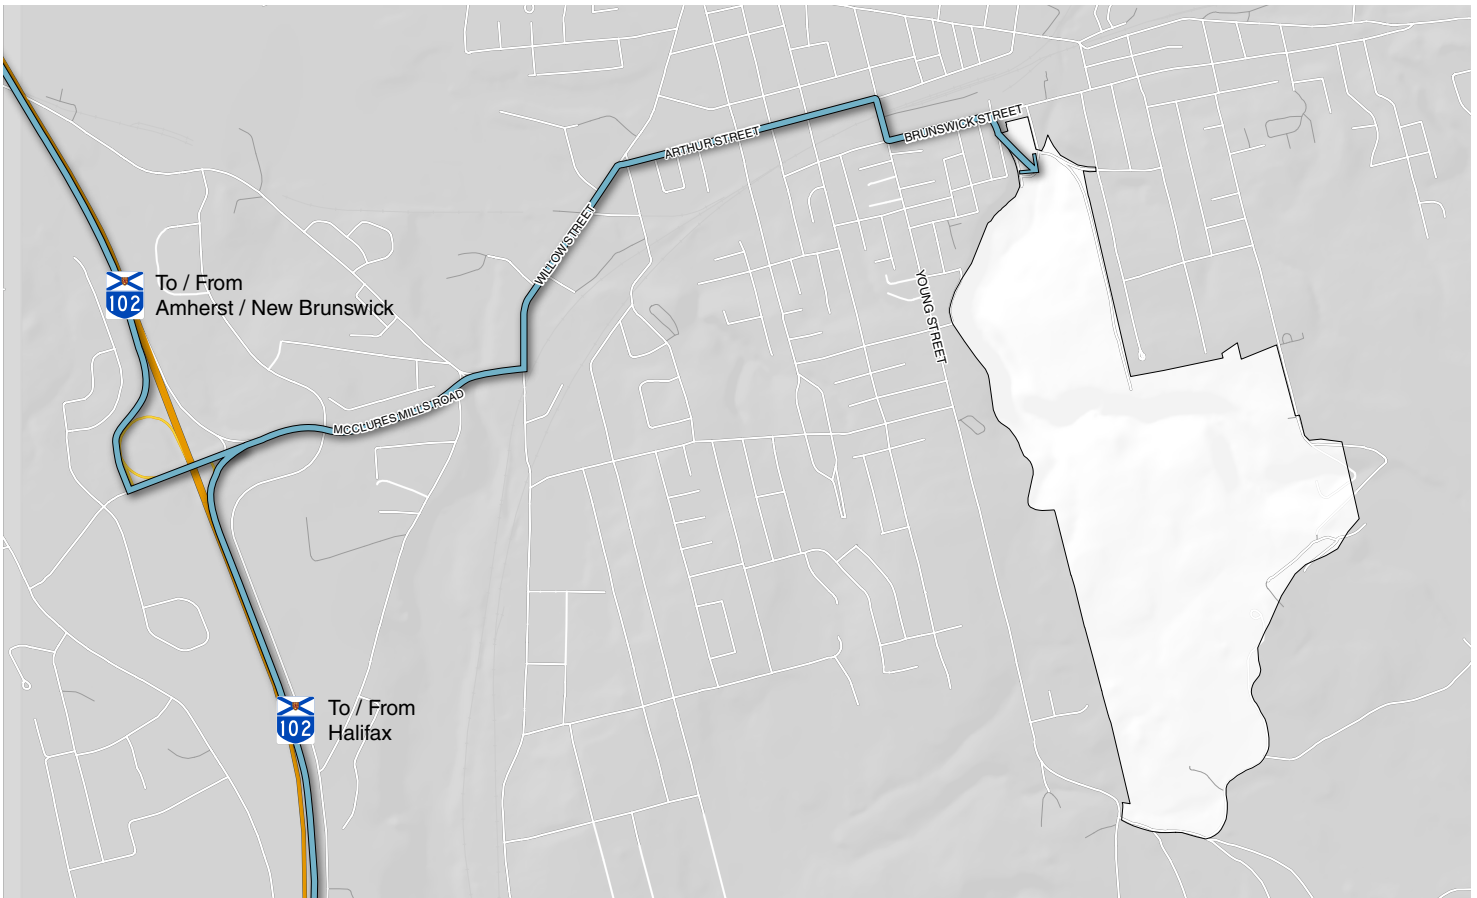 BRUNSWICK STREET
ARTHUR STREET
WILLOW STREET
To / From
Amherst / New Brunswick
102
YOUNG STREET
MCCLURES MILLS ROAD
To / From
Halifax
102